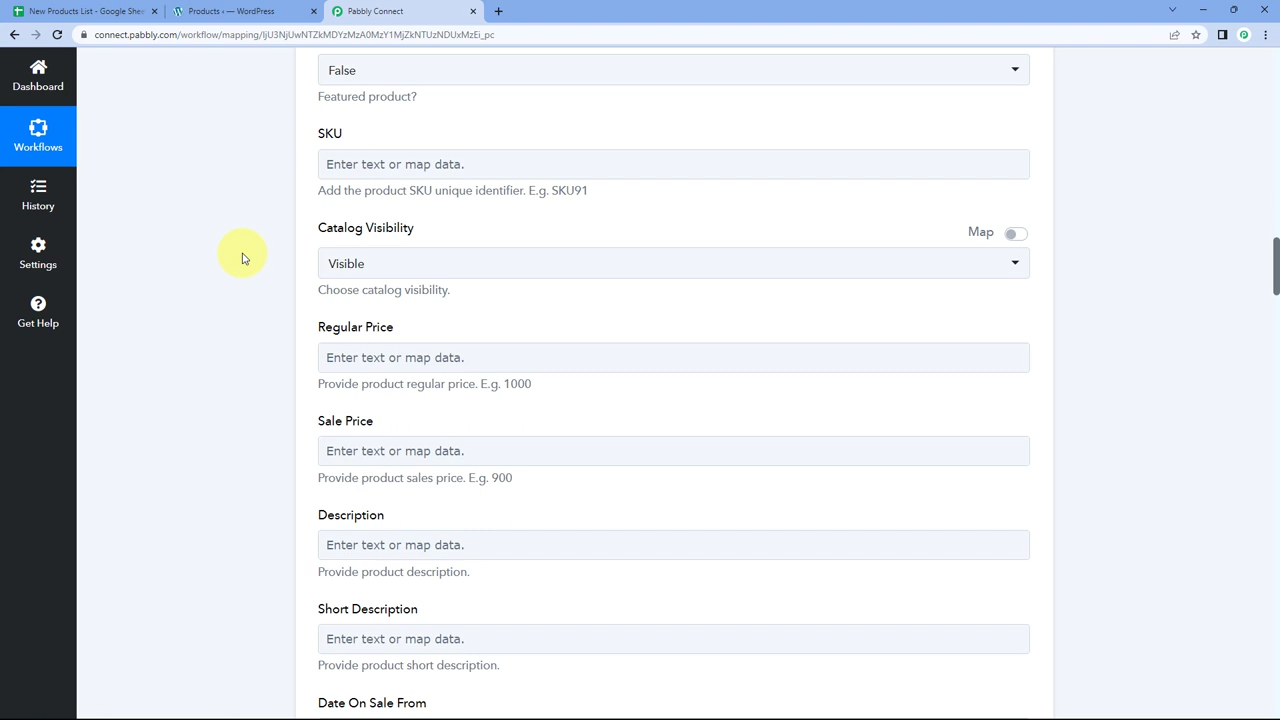 New Products List - Google Shee
Products ‹ — WordPress
Pabbly Connect
connect.pabbly.com/workflow/mapping/
Dashboard
Workflows
History
Settings
Get Help
False
Featured product?
SKU
Enter text or map data.
Add the product SKU unique identifier. E.g. SKU91
Catalog Visibility
Map
Visible
Choose catalog visibility.
Regular Price
Enter text or map data.
Provide product regular price. E.g. 1000
Sale Price
Enter text or map data.
Provide product sales price. E.g. 900
Description
Enter text or map data.
Provide product description.
Short Description
Enter text or map data.
Provide product short description.
Date On Sale From